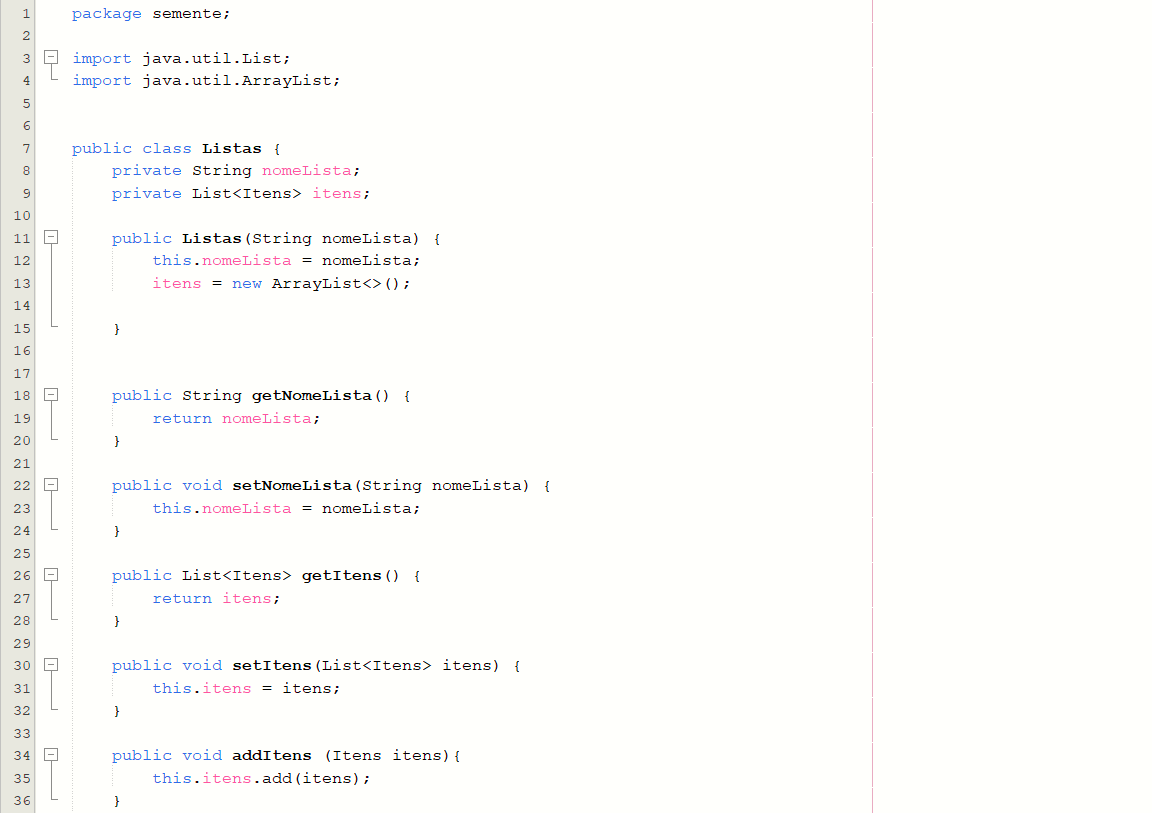 1 package semente;
2
3 import java.util.List;
4 import java.util.ArrayList;
5
6
7 public class Listas {
8     private String nomeLista;
9     private List<Itens> itens;
10
11     public Listas(String nomeLista) {
12         this.nomeLista = nomeLista;
13         itens = new ArrayList<>();
14
15     }
16
17
18     public String getNomeLista() {
19         return nomeLista;
20     }
21
22     public void setNomeLista(String nomeLista) {
23         this.nomeLista = nomeLista;
24     }
25
26     public List<Itens> getItens() {
27         return itens;
28     }
29
30     public void setItens(List<Itens> itens) {
31         this.itens = itens;
32     }
33
34     public void addItens (Itens itens){
35         this.itens.add(itens);
36     }